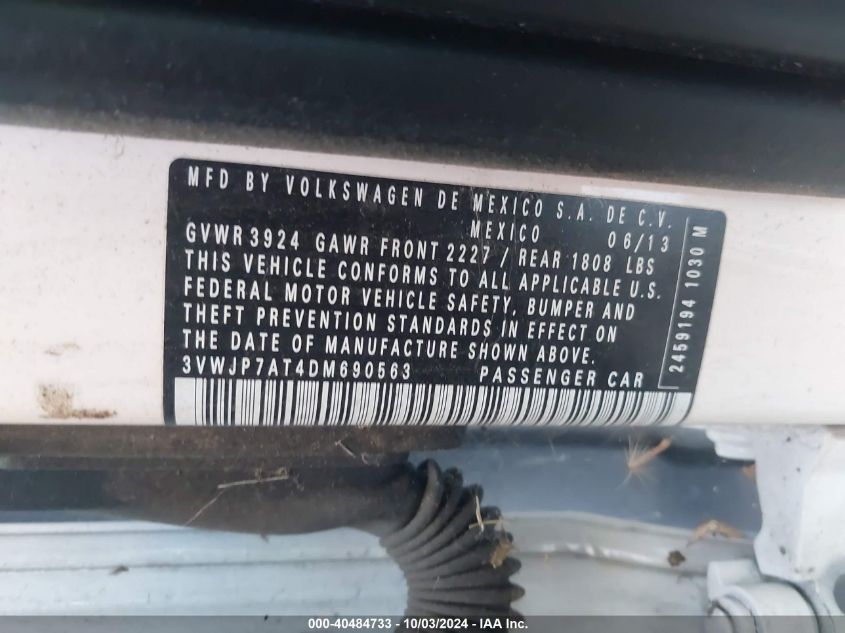 MFD BY VOLKSWAGEN DE MEXICO S.A. DE C.V.
MEXICO 06/13
GVWR 3924 GAWR FRONT 2227 / REAR 1808 LBS
THIS VEHICLE CONFORMS TO ALL APPLICABLE U.S.
FEDERAL MOTOR VEHICLE SAFETY, BUMPER AND
THEFT PREVENTION STANDARDS IN EFFECT ON
THE DATE OF MANUFACTURE SHOWN ABOVE.
3VWJP7AT4DM690563 PASSENGER CAR
2459194 1030 M
000-40484733 - 10/03/2024 - IAA Inc.